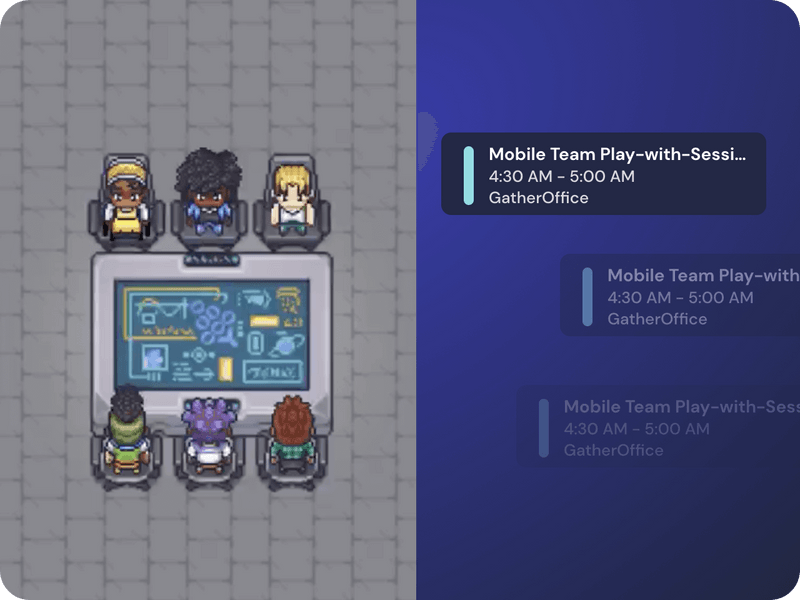 Mobile Team Play-with-Sessi...
4:30 AM - 5:00 AM
GatherOffice
Mobile Team Play-with
4:30 AM - 5:00 AM
GatherOffice
Mobile Team Play-with-Sess
4:30 AM - 5:00 AM
GatherOffice